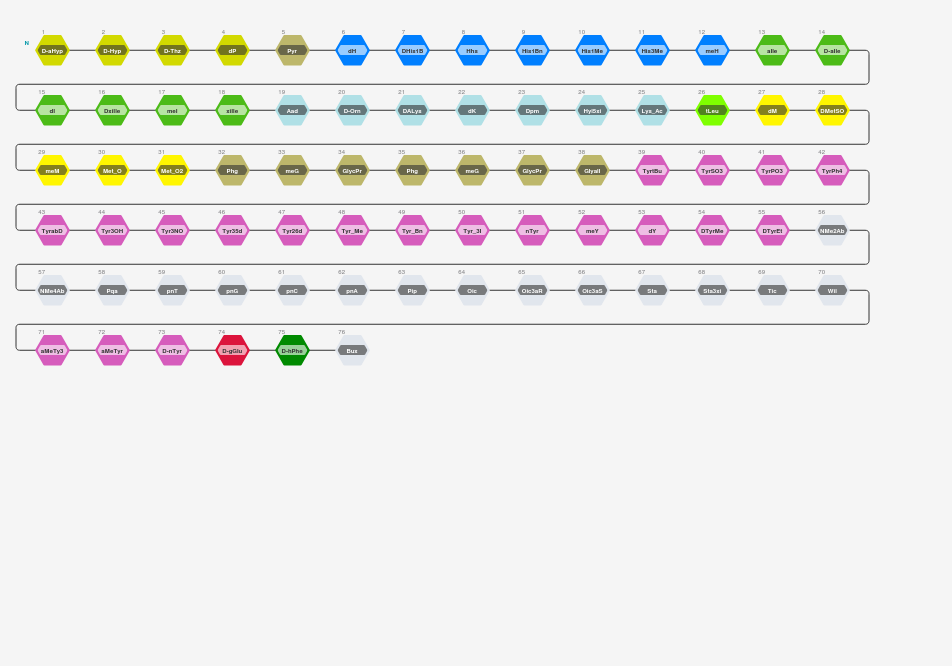 1 2 3 4 5 6 7 8 9 10 11 12 13 14
N D-aHyp D-Hyp D-Thz dP Pyr dH DHis1B Hhs His1Bn His1Me His3Me meH aIle D-aIle
15 16 17 18 19 20 21 22 23 24 25 26 27 28
dI DxiIle meI xiIle Aad D-Orn DALys dK Dpm HyBxi Lys_Ac tLeu dM DMetSO
29 30 31 32 33 34 35 36 37 38 39 40 41 42
meM Met_O Met_O2 Phg meG GlycPr Phg meG GlycPr Glyall TyrtBu TyrSO3 TyrPO3 TyrPh4
43 44 45 46 47 48 49 50 51 52 53 54 55 56
TyrabD Tyr3OH Tyr3NO Tyr35d Tyr26d Tyr_Me Tyr_Bn Tyr_3I nTyr meY dY DTyrMe DTyrEt NMe2Ab
57 58 59 60 61 62 63 64 65 66 67 68 69 70
NMe4Ab Pqa pnT pnG pnC pnA Pip Oic Oic3aR Oic3aS Sta Sta3xi Tic Wil
71 72 73 74 75 76
aMeTy3 aMeTyr D-nTyr D-gGlu D-hPhe Bux